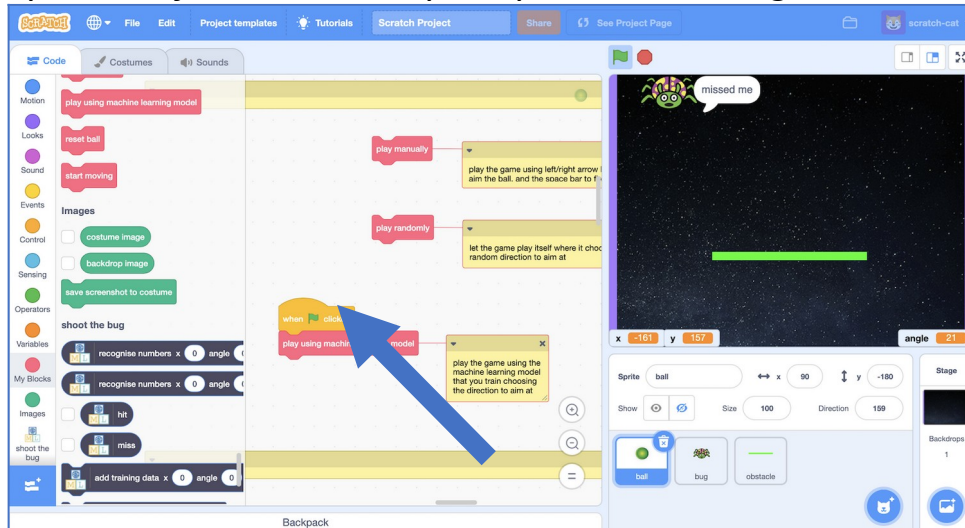 SCRATCH
File Edit Project templates Tutorials Scratch Project Share See Project Page scratch-cat
Code Costumes Sounds
Motion
Looks
Sound
Events
Control
Sensing
Operators
Variables
My Blocks
Images
shoot the
bug
play using machine learning model
reset ball
start moving
Images
costume image
backdrop image
save screenshot to costume
shoot the bug
recognise numbers x 0 angle
recognise numbers x 0 angle
hit
miss
add training data x 0 angle 0
play manually
play the game using left/right arrow
aim the ball, and the space bar to
play randomly
let the game play itself where it
random direction to aim at
when
play using model
play the game using the
machine learning model
that you train choosing
the direction to aim at
Backpack
missed me
x -161 y 157 angle 21
Sprite ball x 90 y -180
Show Size 100 Direction 159
ball bug obstacle
Stage
Backdrops
1